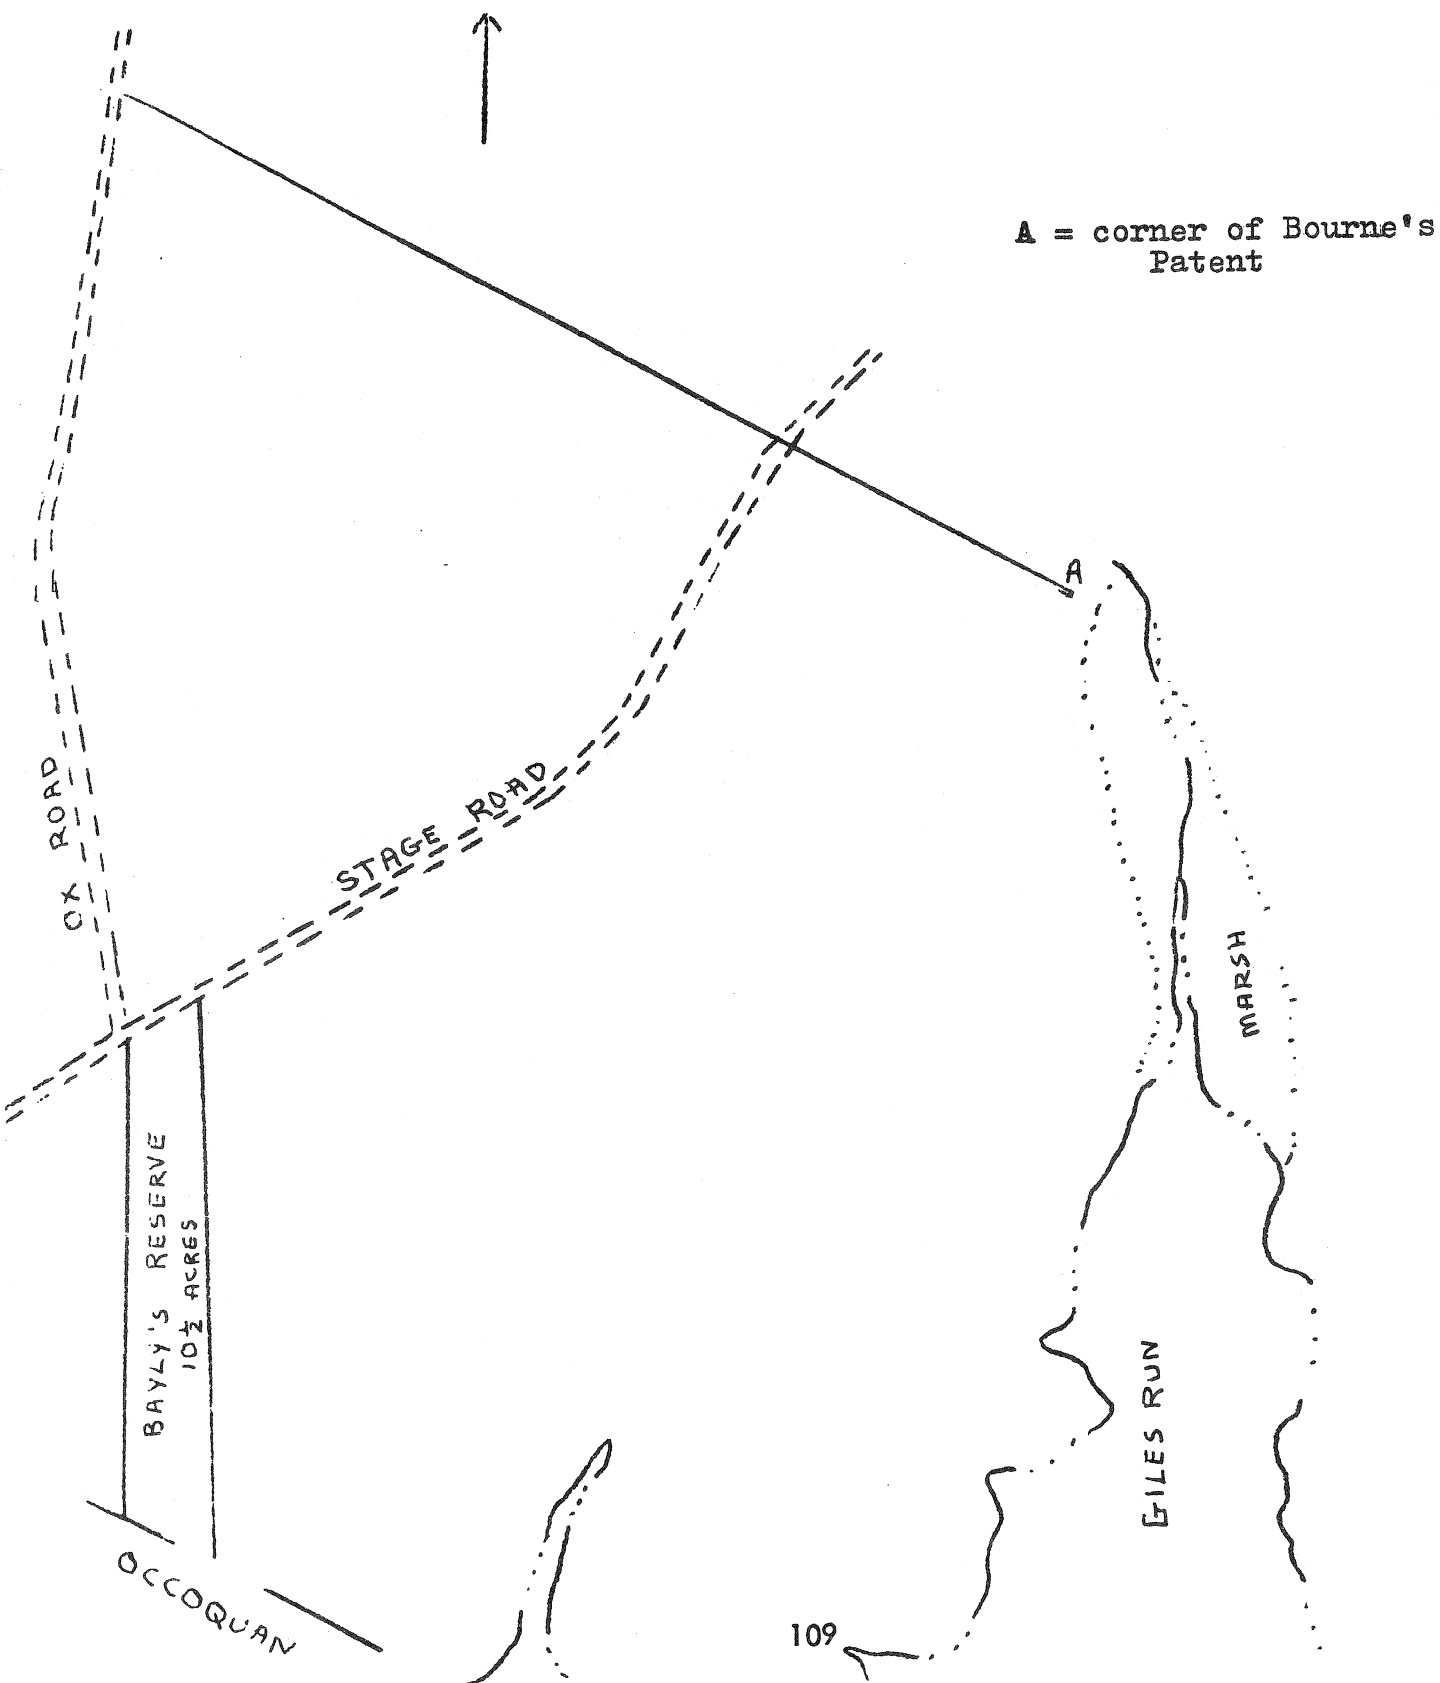 A = corner of Bourne's
Patent
A
OX ROAD
STAGE ROAD
MARSH
BAYLY'S RESERVE
10½ ACRES
GILES RUN
OCCOQUAN
109